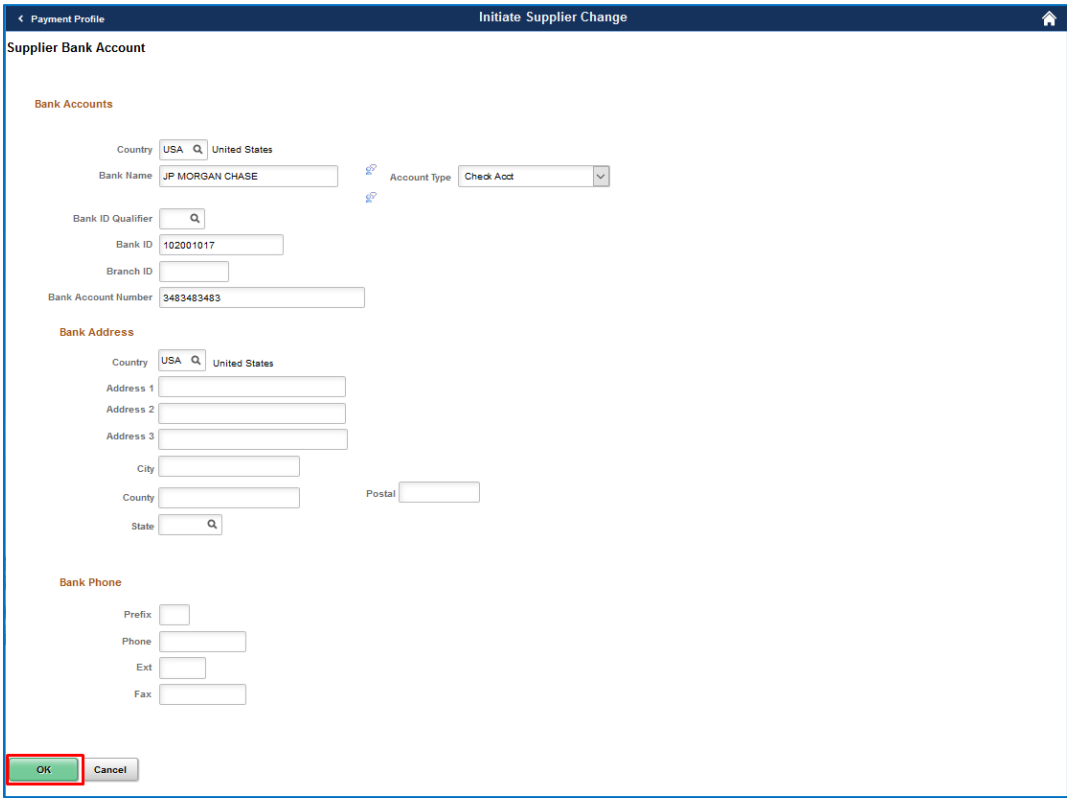 Payment Profile Initiate Supplier Change
Supplier Bank Account
Bank Accounts
Country USA United States
Bank Name JP MORGAN CHASE Account Type Check Acct
Bank ID Qualifier
Bank ID 102001017
Branch ID
Bank Account Number 3483483483
Bank Address
Country USA United States
Address 1
Address 2
Address 3
City
County Postal
State
Bank Phone
Prefix
Phone
Ext
Fax
OK Cancel